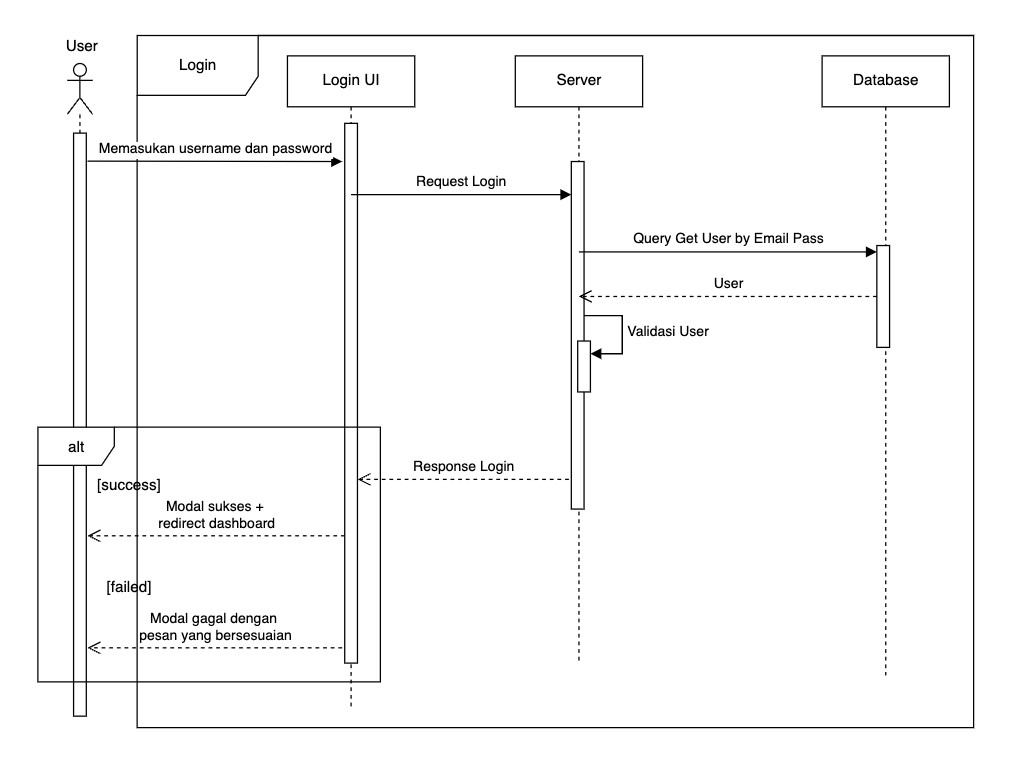 User
Login
Login UI
Server
Database
Memasukan username dan password
Request Login
Query Get User by Email Pass
User
Validasi User
alt
Response Login
[success]
Modal sukses +
redirect dashboard
[failed]
Modal gagal dengan
pesan yang bersesuaian